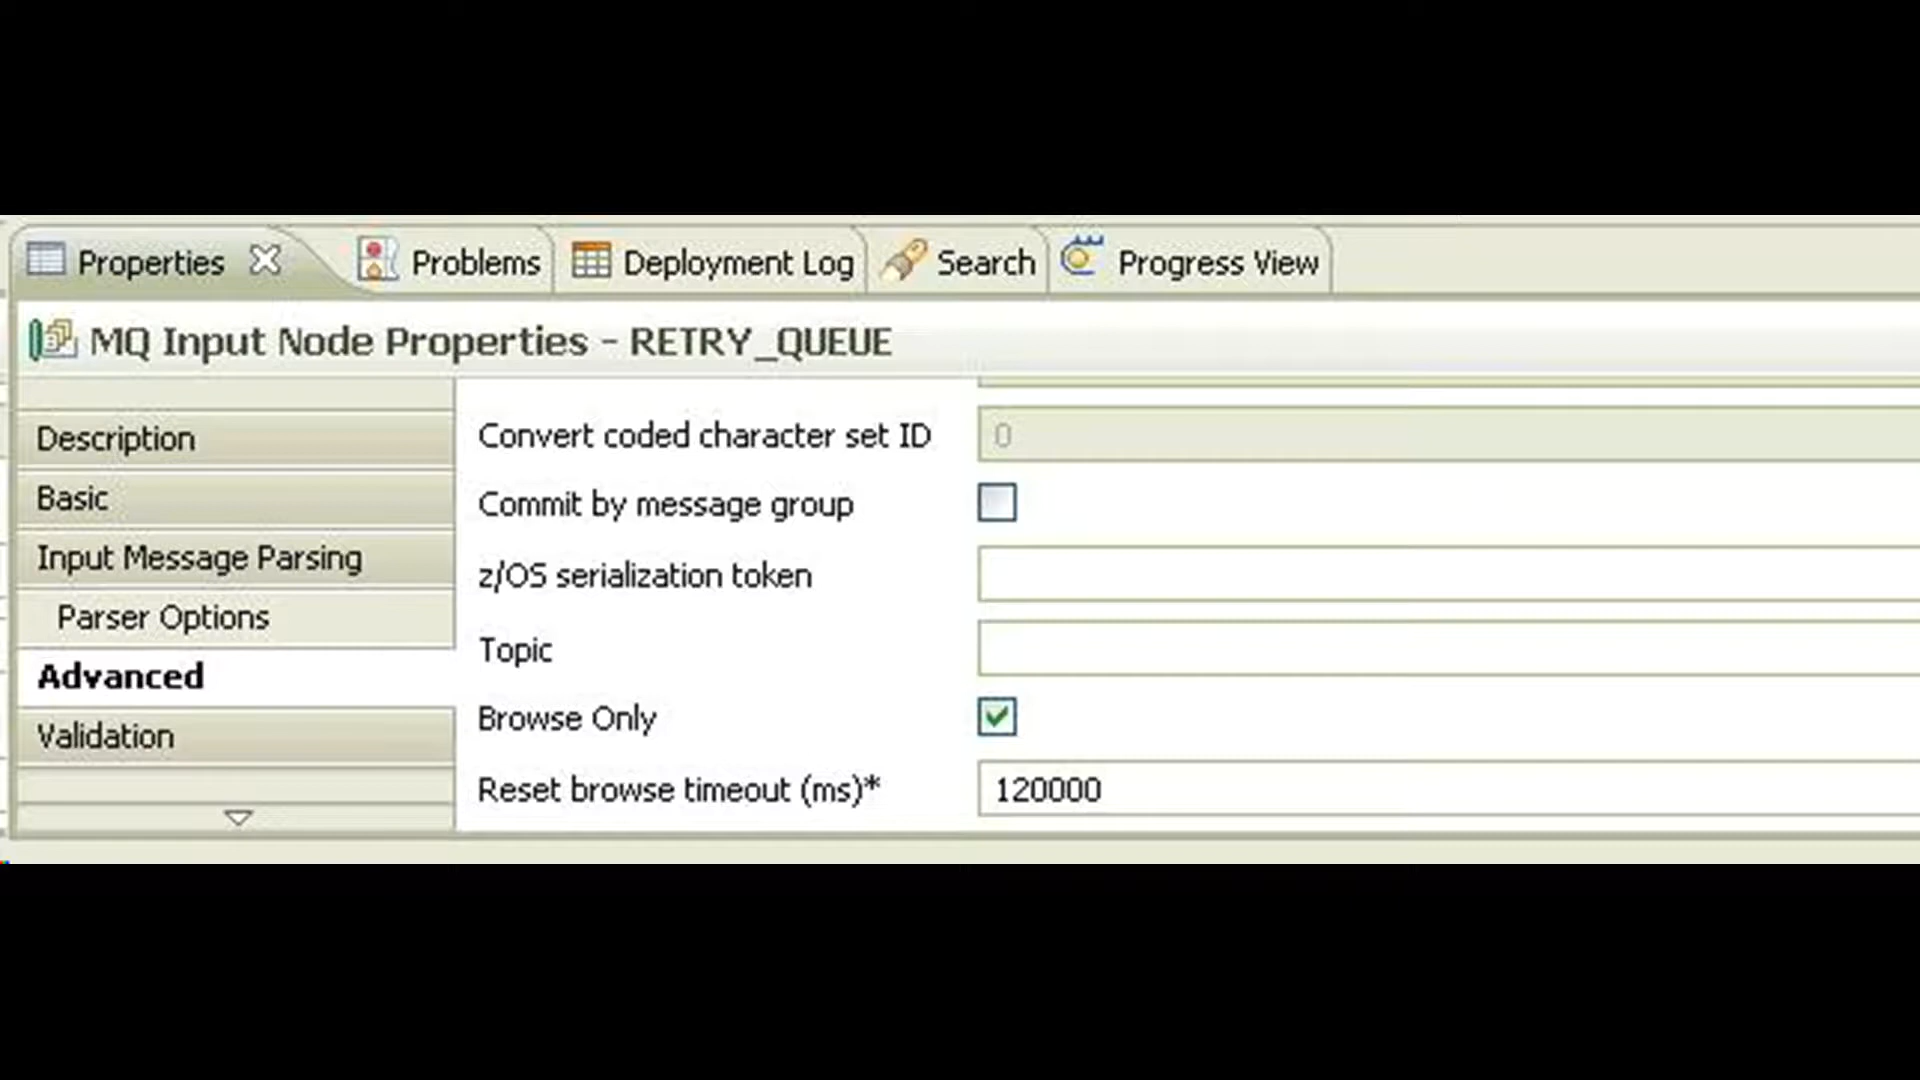 Properties Problems Deployment Log Search Progress View
MQ Input Node Properties - RETRY_QUEUE
Description
Basic
Input Message Parsing
Parser Options
Advanced
Validation
Convert coded character set ID 0
Commit by message group
z/OS serialization token
Topic
Browse Only
Reset browse timeout (ms)* 120000